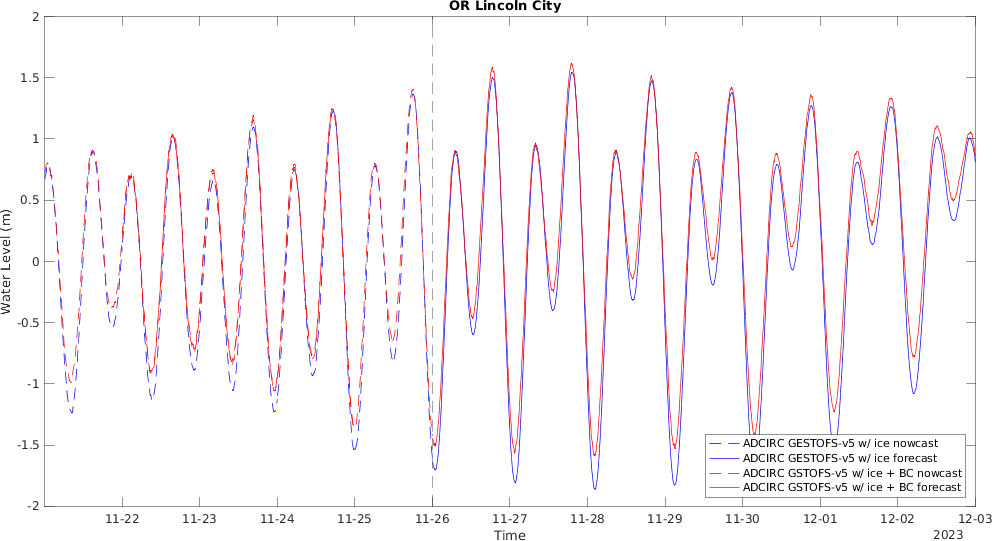 OR Lincoln City
2
1.5
1
0.5
0
-0.5
-1
-1.5
-2
Water Level (m)
ADCIRC GESTOFS-v5 w/ ice nowcast
ADCIRC GESTOFS-v5 w/ ice forecast
ADCIRC GSTOFS-v5 w/ ice + BC nowcast
ADCIRC GSTOFS-v5 w/ ice + BC forecast
11-22 11-23 11-24 11-25 11-26 11-27 11-28 11-29 11-30 12-01 12-02 12-03
Time
2023